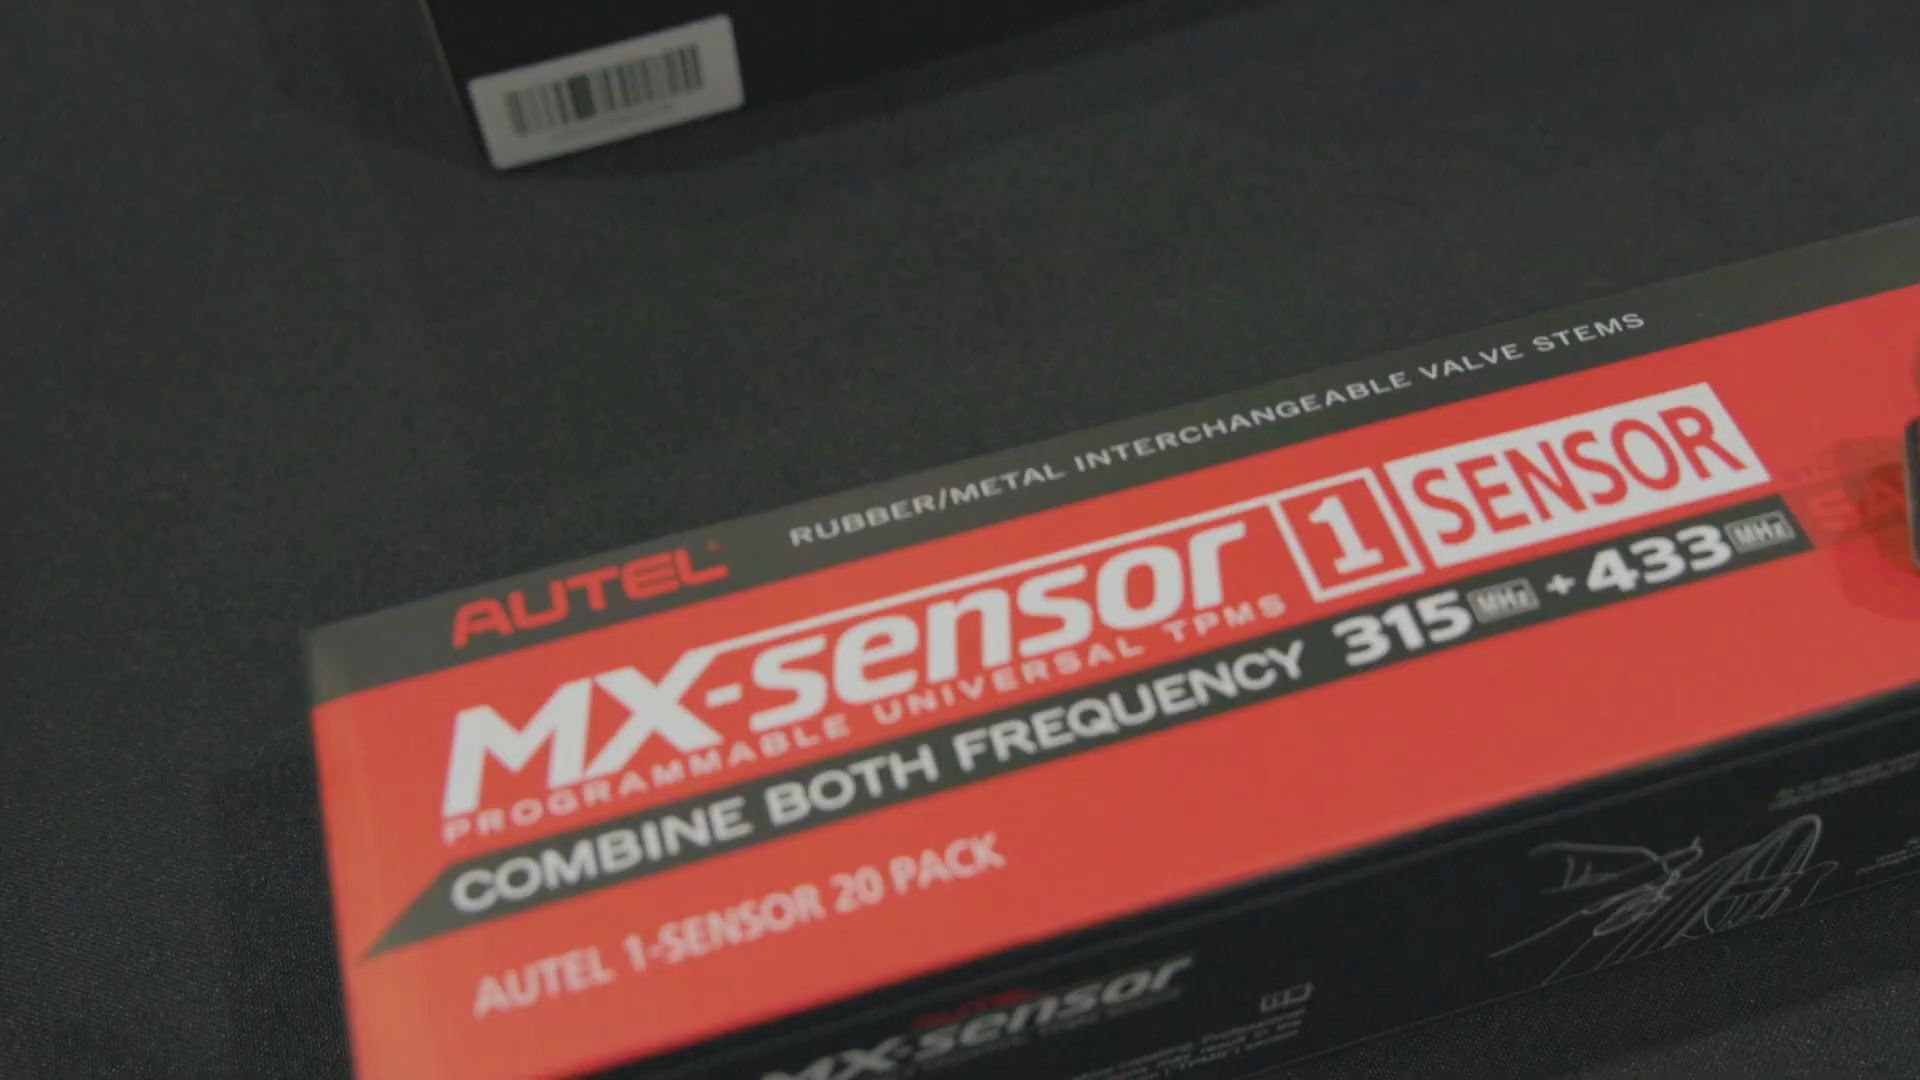 RUBBER/METAL INTERCHANGEABLE VALVE STEMS
AUTEL
MX-sensor 1 SENSOR
PROGRAMMABLE UNIVERSAL TPMS
COMBINE BOTH FREQUENCY 315 MHz + 433 MHz
AUTEL 1-SENSOR 20 PACK
AUTEL
MX-sensor